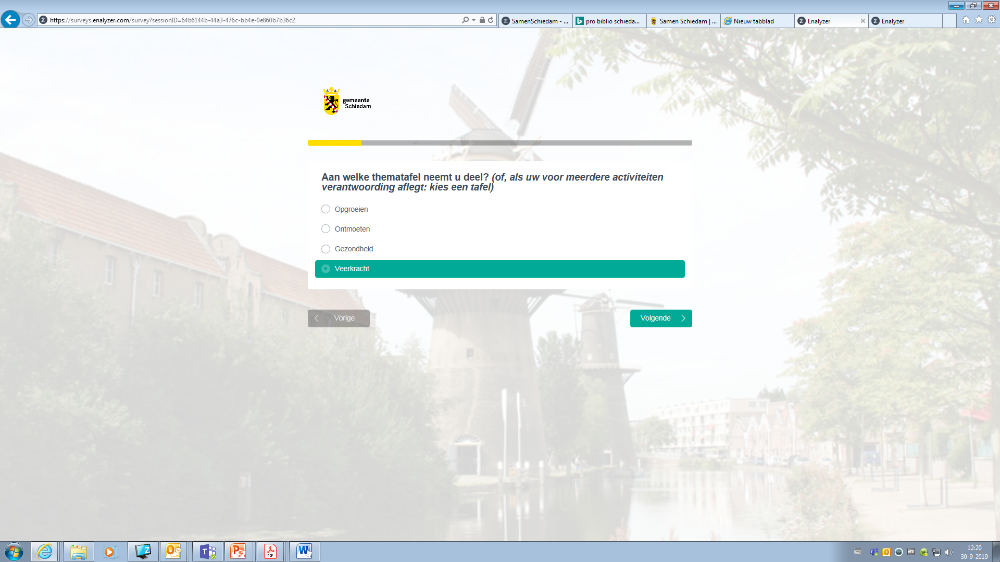 https://surveys.enalyzer.com/survey?sessionID=64b6144b-44a3-476c-bb4e-0e860b7b36c2
SamenSchiedam - ...
pro biblio schieda...
Samen Schiedam | ...
Nieuw tabblad
Enalyzer
Enalyzer
gemeente
Schiedam
Aan welke thematafel neemt u deel? (of, als uw voor meerdere activiteiten
verantwoording aflegt: kies een tafel)
Opgroeien
Ontmoeten
Gezondheid
Veerkracht
Vorige
Volgende
12:20
30-9-2019